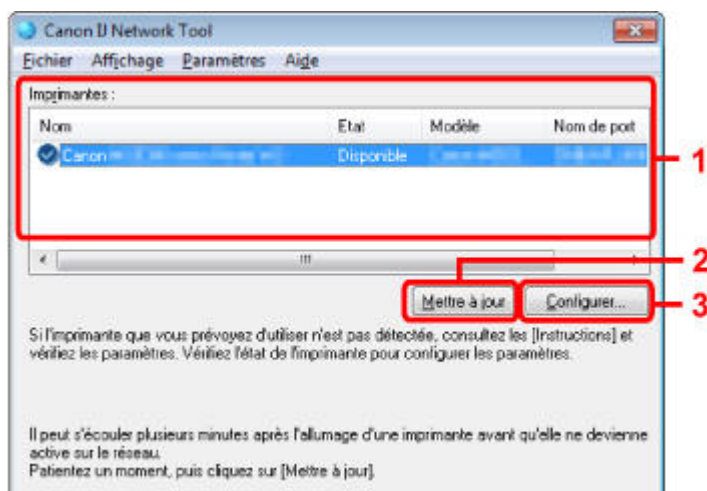 Canon IJ Network Tool
Fichier Affichage Paramètres Aide
Imprimantes :
Nom Etat Modèle Nom de port
Canon Disponible
1
2
Mettre à jour Configurer...
3
Si l'imprimante que vous prévoyez d'utiliser n'est pas détectée, consultez les [Instructions] et
vérifiez les paramètres. Vérifiez l'état de l'imprimante pour configurer les paramètres.
Il peut s'écouler plusieurs minutes après l'allumage d'une imprimante avant qu'elle ne devienne
active sur le réseau.
Patientez un moment, puis cliquez sur [Mettre à jour].